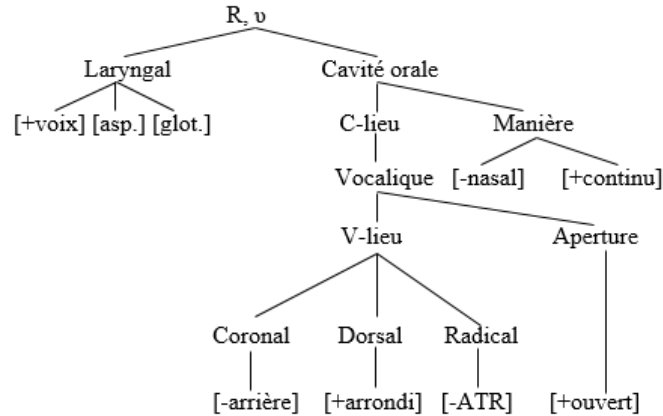 R, υ
Laryngal Cavité orale
[+voix] [asp.] [glot.] C-lieu Manière
Vocalique [-nasal] [+continu]
V-lieu Aperture
Coronal Dorsal Radical
[-arrière] [+arrondi] [-ATR] [+ouvert]